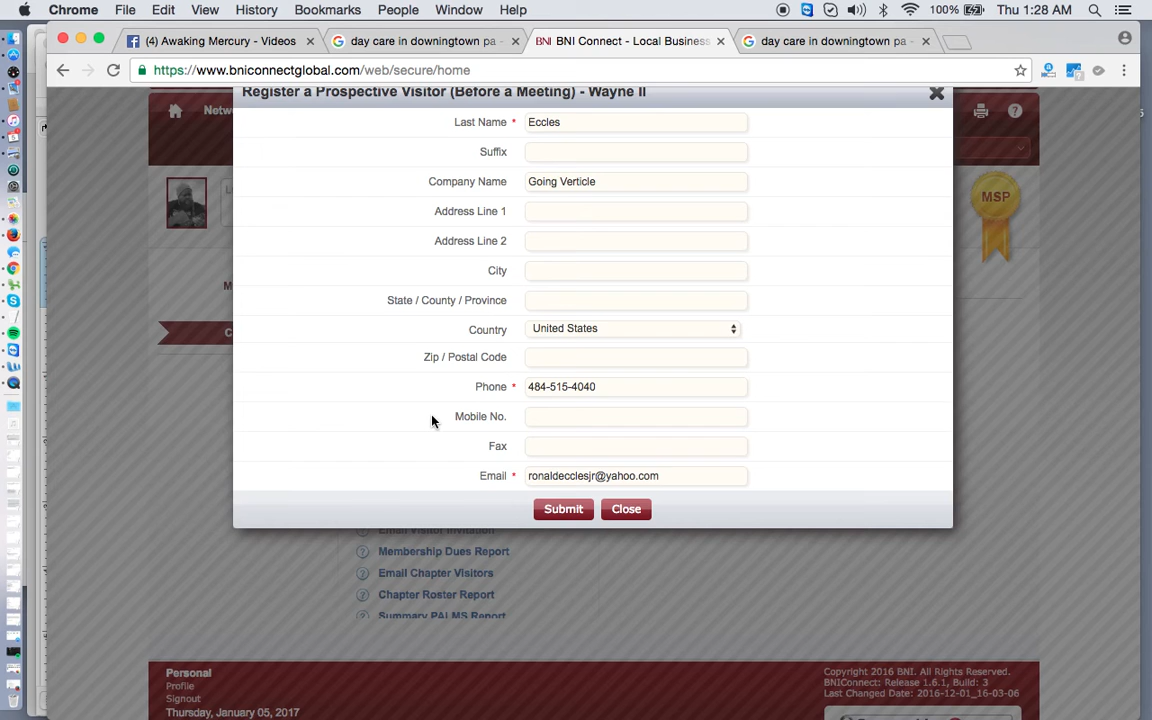 Chrome File Edit View History Bookmarks People Window Help 100% Thu 1:28 AM
(4) Awaking Mercury - Videos × day care in downingtown pa - × BNI BNI Connect - Local Business × day care in downingtown pa - ×
https://www.bniconnectglobal.com/web/secure/home
Register a Prospective Visitor (Before a Meeting) - Wayne II
Netw
MSP
Last Name * Eccles
Suffix
Company Name Going Verticle
Address Line 1
Address Line 2
City
State / County / Province
Country United States
Zip / Postal Code
Phone * 484-515-4040
Mobile No.
Fax
Email * ronaldecclesjr@yahoo.com
Submit Close
Email Visitor Invitation
Membership Dues Report
Email Chapter Visitors
Chapter Roster Report
Summary PALMS Report
Personal
Profile
Signout
Thursday, January 05, 2017
Copyright 2016 BNI. All Rights Reserved.
BNIConnect: Release 1.6.1, Build: 3
Last Changed Date: 2016-12-01_16-03-06